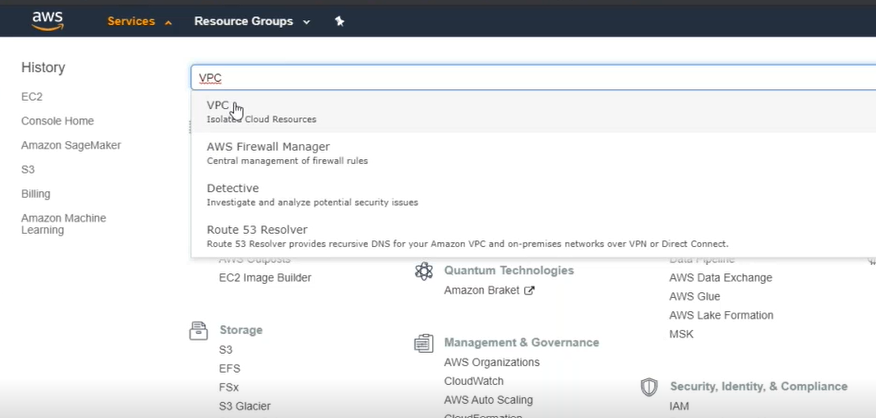 aws
Services
Resource Groups
History
EC2
Console Home
Amazon SageMaker
S3
Billing
Amazon Machine
Learning
VPC
VPC
Isolated Cloud Resources
AWS Firewall Manager
Central management of firewall rules
Detective
Investigate and analyze potential security issues
Route 53 Resolver
Route 53 Resolver provides recursive DNS for your Amazon VPC and on-premises networks over VPN or Direct Connect.
AWS Outposts
EC2 Image Builder
Storage
S3
EFS
FSx
S3 Glacier
Quantum Technologies
Amazon Braket
Management & Governance
AWS Organizations
CloudWatch
AWS Auto Scaling
CloudFormation
Data Pipeline
AWS Data Exchange
AWS Glue
AWS Lake Formation
MSK
Security, Identity, & Compliance
IAM